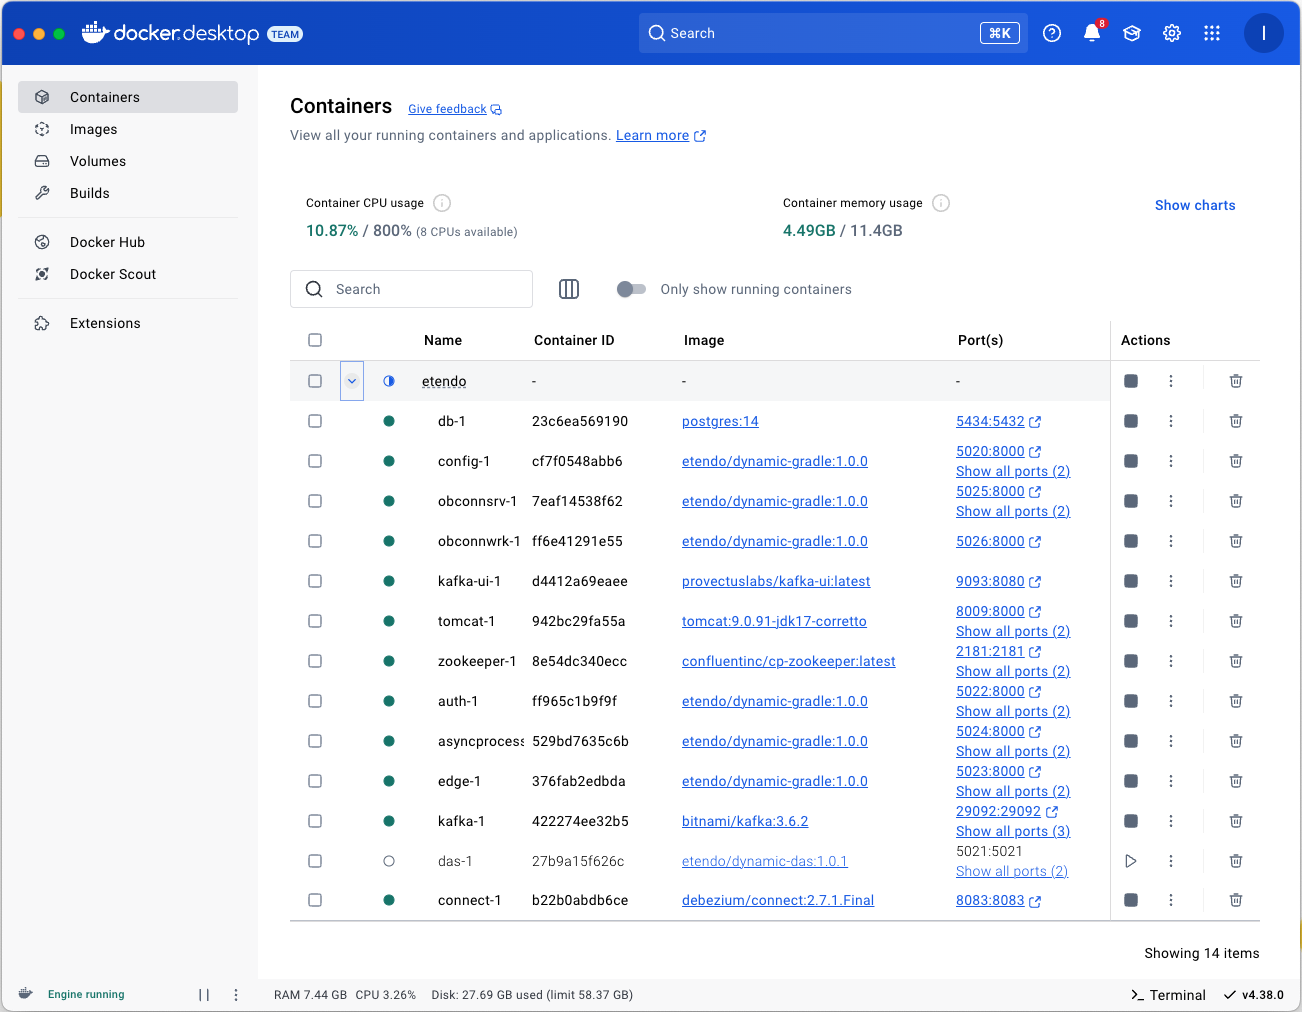 docker.desktop TEAM
Search
⌘K
8
I
Containers
Images
Volumes
Builds
Docker Hub
Docker Scout
Extensions
Containers Give feedback
View all your running containers and applications. Learn more
Container CPU usage
10.87% / 800% (8 CPUs available)
Container memory usage
4.49GB / 11.4GB
Show charts
Search
Only show running containers
Name Container ID Image Port(s) Actions
etendo - - -
db-1 23c6ea569190 postgres:14 5434:5432
config-1 cf7f0548abb6 etendo/dynamic-gradle:1.0.0 5020:8000
Show all ports (2)
obconnsrv-1 7eaf14538f62 etendo/dynamic-gradle:1.0.0 5025:8000
Show all ports (2)
obconnwrk-1 ff6e41291e55 etendo/dynamic-gradle:1.0.0 5026:8000
kafka-ui-1 d4412a69eaee provectuslabs/kafka-ui:latest 9093:8080
tomcat-1 942bc29fa55a tomcat:9.0.91-jdk17-corretto 8009:8000
Show all ports (2)
zookeeper-1 8e54dc340ecc confluentinc/cp-zookeeper:latest 2181:2181
Show all ports (2)
auth-1 ff965c1b9f9f etendo/dynamic-gradle:1.0.0 5022:8000
Show all ports (2)
asyncprocess 529bd7635c6b etendo/dynamic-gradle:1.0.0 5024:8000
Show all ports (2)
edge-1 376fab2edbda etendo/dynamic-gradle:1.0.0 5023:8000
Show all ports (2)
kafka-1 422274ee32b5 bitnami/kafka:3.6.2 29092:29092
Show all ports (3)
das-1 27b9a15f626c etendo/dynamic-das:1.0.1 5021:5021
Show all ports (2)
connect-1 b22b0abdb6ce debezium/connect:2.7.1.Final 8083:8083
Showing 14 items
Engine running
RAM 7.44 GB CPU 3.26% Disk: 27.69 GB used (limit 58.37 GB)
Terminal
v4.38.0